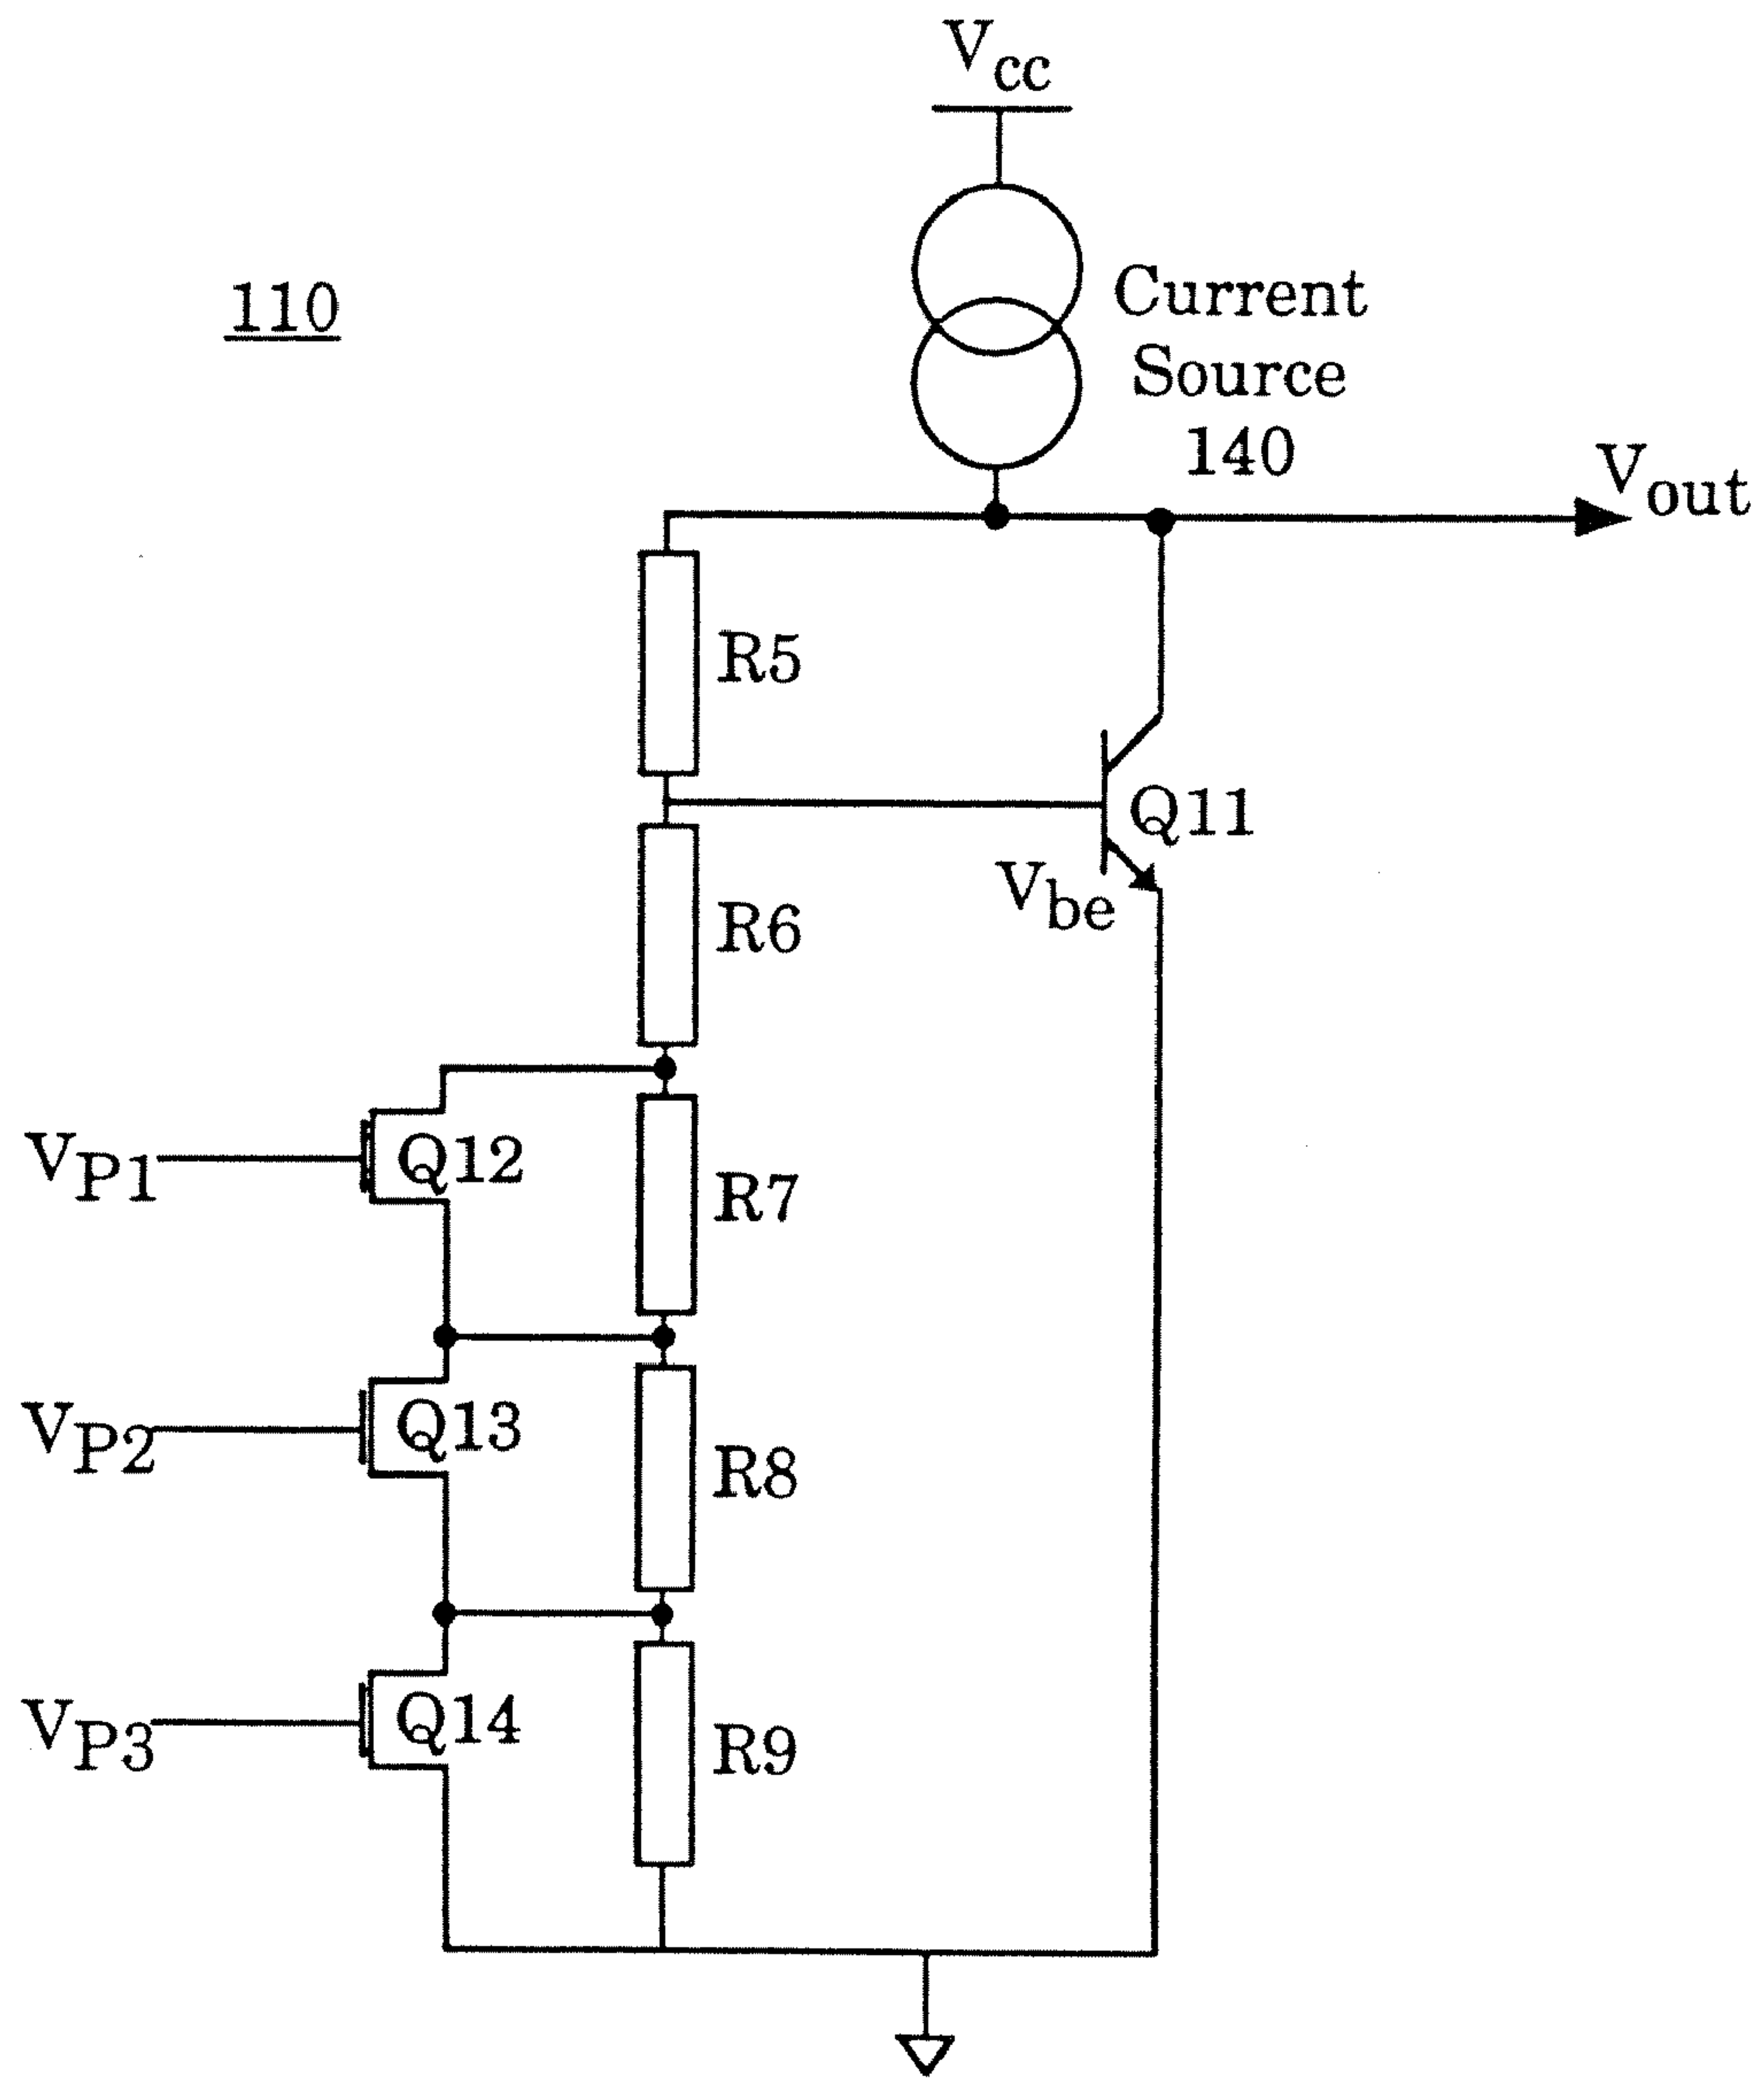 Vcc
110
Current
Source
140
Vout
R5
Q11
Vbe
R6
VP1
Q12
R7
VP2
Q13
R8
VP3
Q14
R9